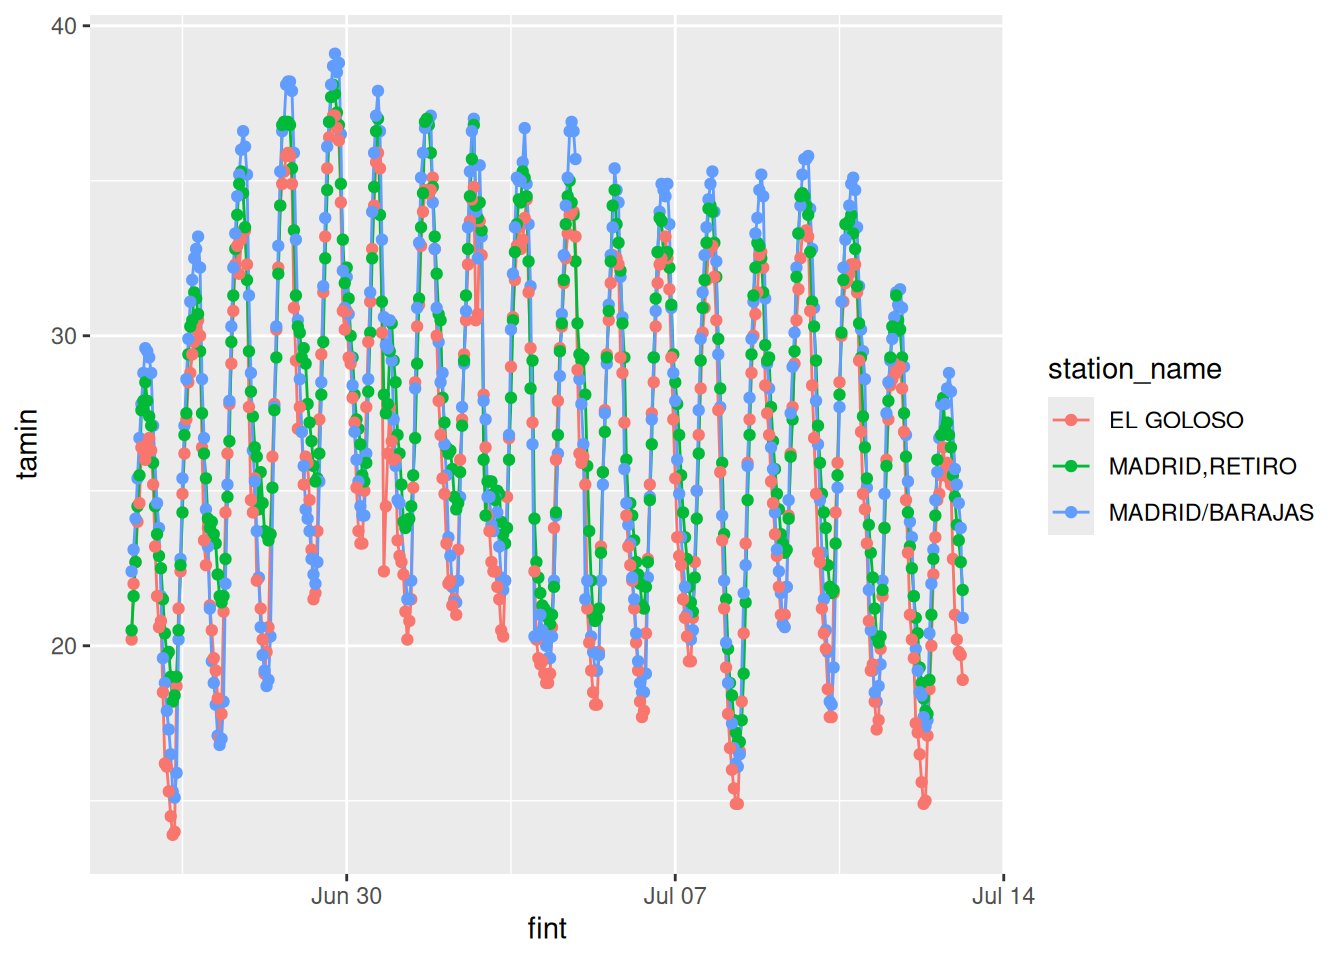 40
30
20
tamin
Jun 30
Jul 07
Jul 14
fint
station_name
EL GOLOSO
MADRID,RETIRO
MADRID/BARAJAS